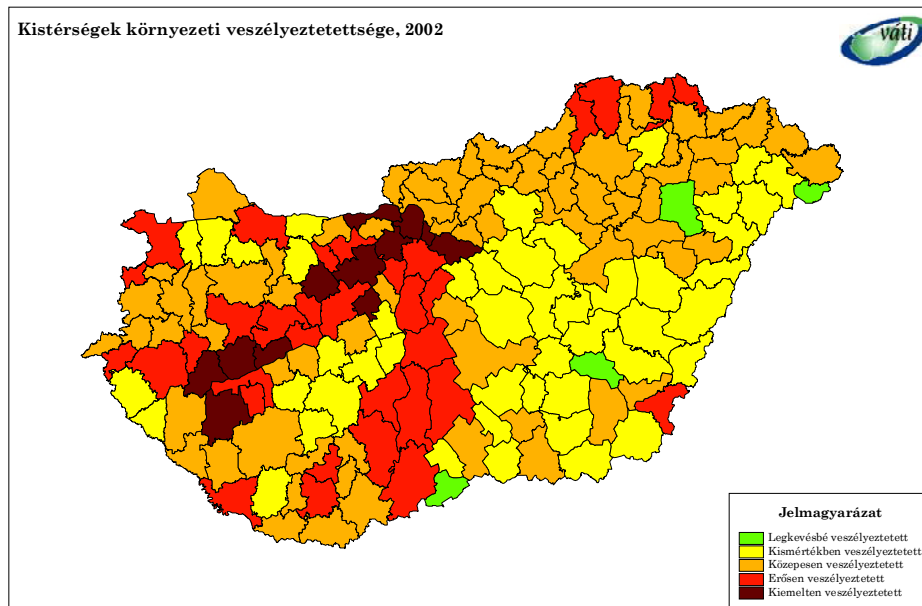 Kistérségek környezeti veszélyeztetettsége, 2002
váti
Jelmagyarázat
Legkevésbé veszélyeztetett
Kismértékben veszélyeztetett
Közepesen veszélyeztetett
Erősen veszélyeztetett
Kiemelten veszélyeztetett